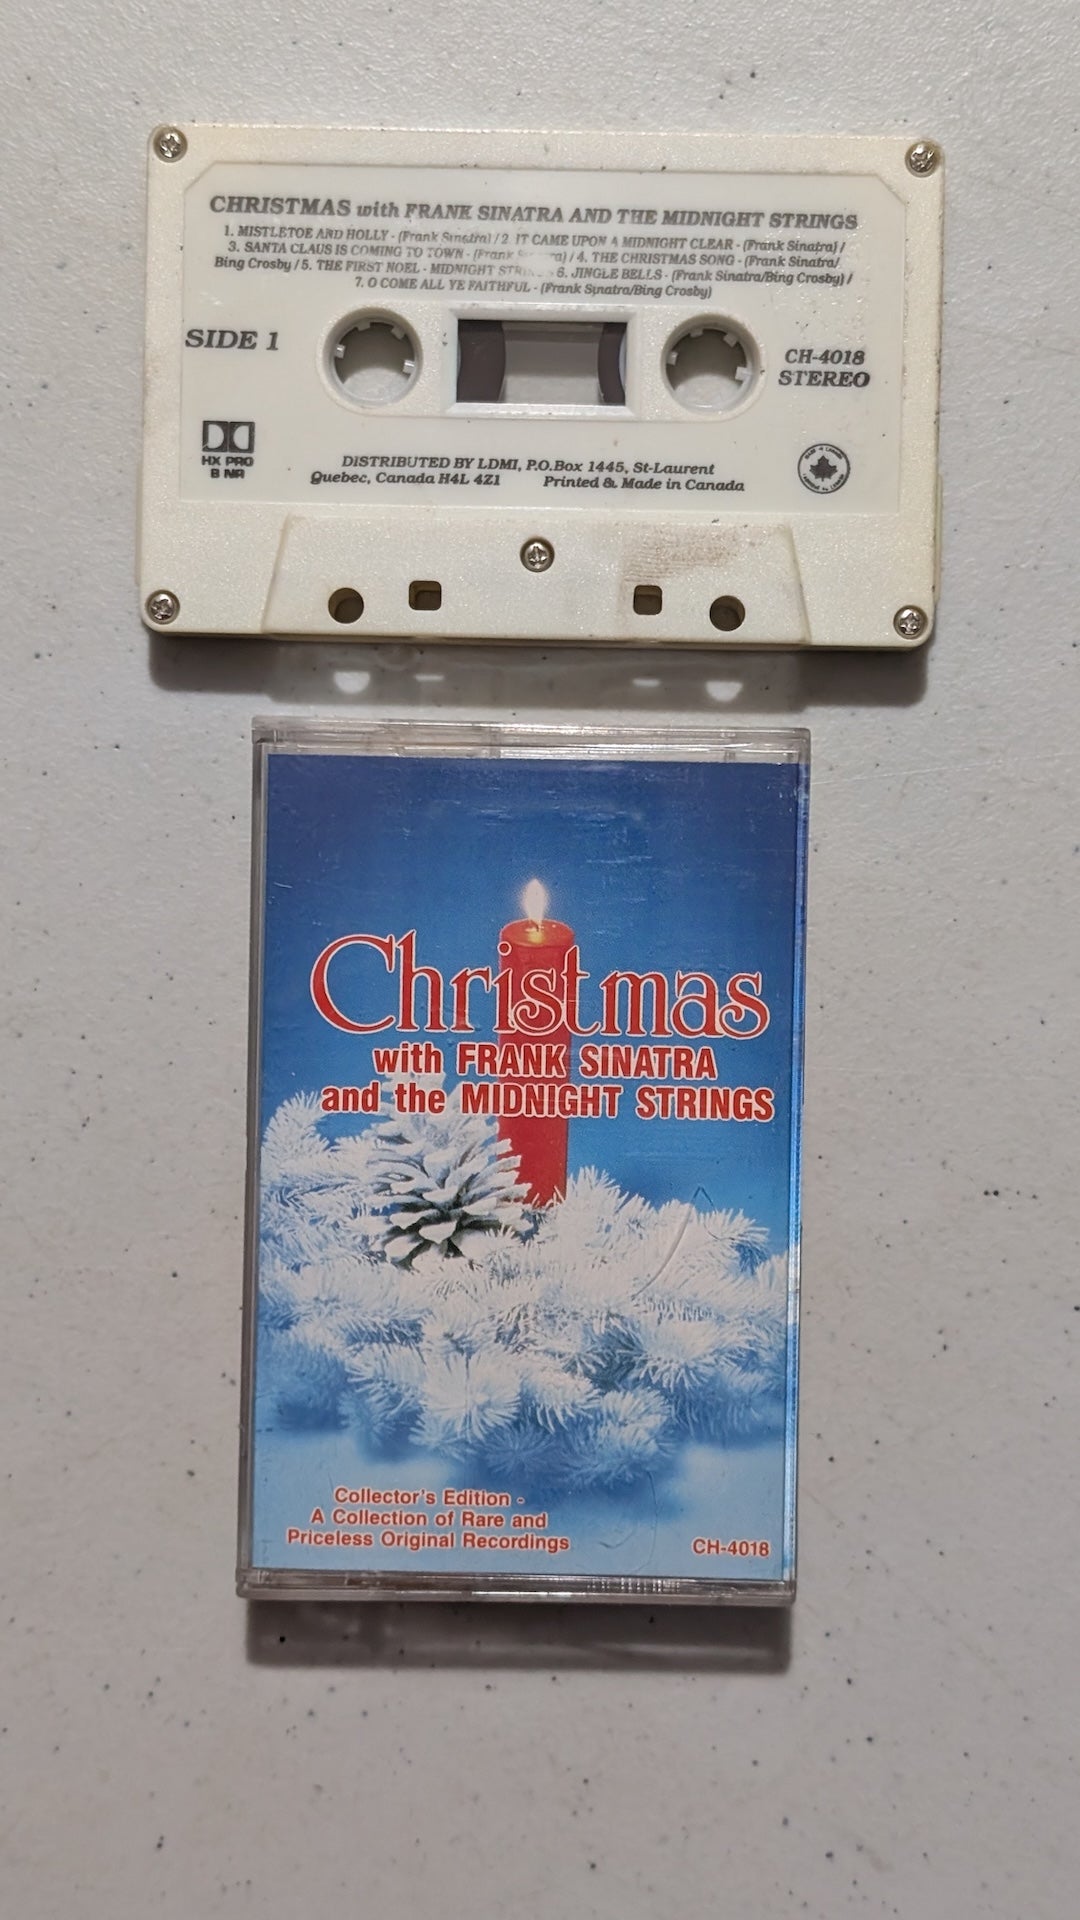 CHRISTMAS with FRANK SINATRA AND THE MIDNIGHT STRINGS
1. MISTLETOE AND HOLLY - (Frank Sinatra) / 2. IT CAME UPON A MIDNIGHT CLEAR - (Frank Sinatra) /
3. SANTA CLAUS IS COMING TO TOWN - (Frank / 4. THE CHRISTMAS SONG - (Frank Sinatra/
Bing Crosby / 5. THE FIRST NOEL - MIDNIGHT 6. JINGLE BELLS - (Frank Sinatra/Bing Crosby) /
7. O COME ALL YE FAITHFUL - (Frank Sinatra/Bing Crosby)
SIDE 1
CH-4018
STEREO
HX PRO
B NR
DISTRIBUTED BY LDMI, P.O.Box 1445, St-Laurent
Quebec, Canada H4L 4Z1 Printed & Made in Canada
Christmas
with FRANK SINATRA
and the MIDNIGHT STRINGS
Collector's Edition -
A Collection of Rare and
Priceless Original Recordings
CH-4018